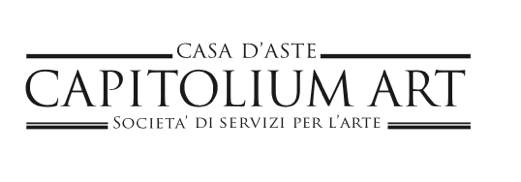 CASA D'ASTE
CAPITOLIUM ART
SOCIETA' DI SERVIZI PER L'ARTE